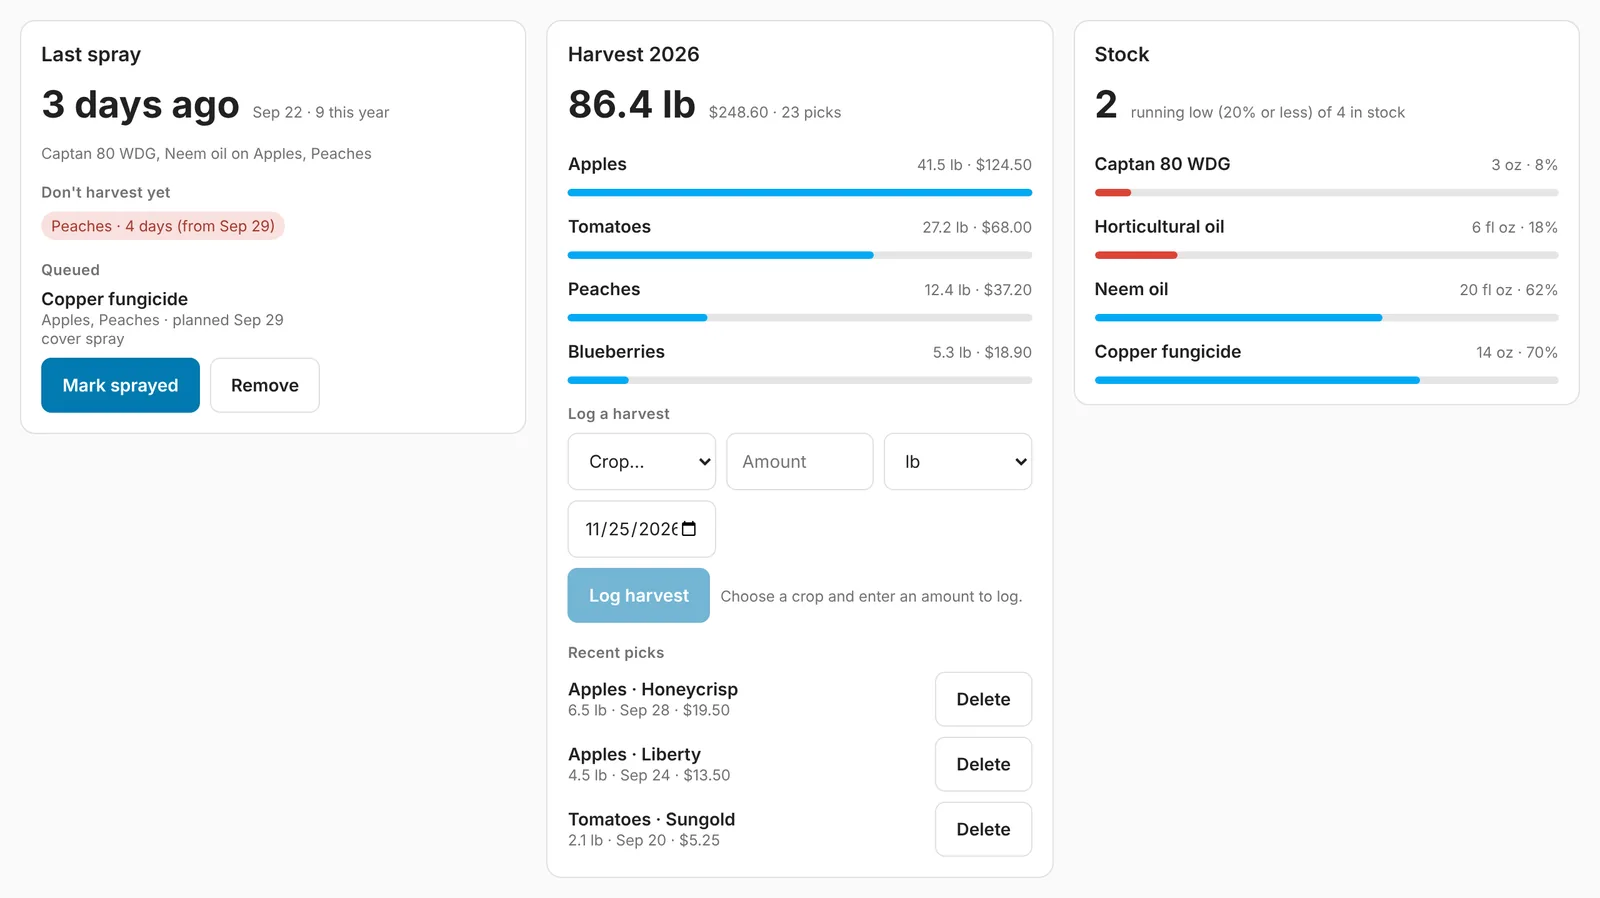 Last spray
3 days ago Sep 22 · 9 this year
Captan 80 WDG, Neem oil on Apples, Peaches
Don't harvest yet
Peaches · 4 days (from Sep 29)
Queued
Copper fungicide
Apples, Peaches · planned Sep 29
cover spray
Mark sprayed Remove
Harvest 2026
86.4 lb $248.60 · 23 picks
Apples 41.5 lb · $124.50
Tomatoes 27.2 lb · $68.00
Peaches 12.4 lb · $37.20
Blueberries 5.3 lb · $18.90
Log a harvest
Crop... Amount lb
11/25/2026
Log harvest Choose a crop and enter an amount to log.
Recent picks
Apples · Honeycrisp
6.5 lb · Sep 28 · $19.50
Delete
Apples · Liberty
4.5 lb · Sep 24 · $13.50
Delete
Tomatoes · Sungold
2.1 lb · Sep 20 · $5.25
Delete
Stock
2 running low (20% or less) of 4 in stock
Captan 80 WDG 3 oz · 8%
Horticultural oil 6 fl oz · 18%
Neem oil 20 fl oz · 62%
Copper fungicide 14 oz · 70%